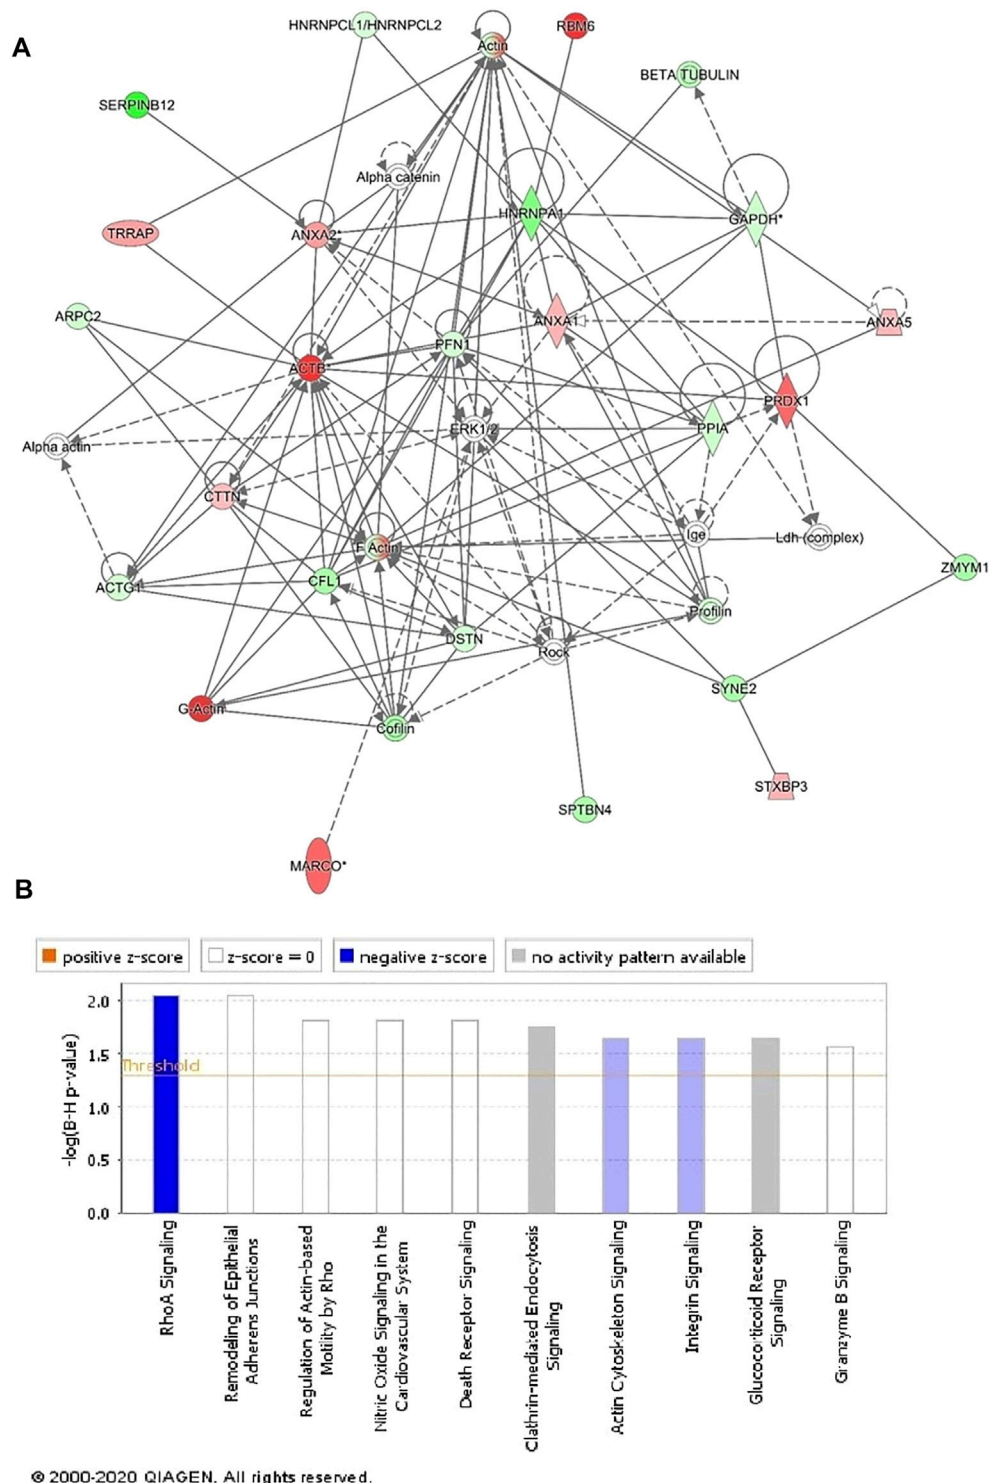 A
HNRNPCL1/HNRNPCL2
Actin
RBM6
BETA TUBULIN
SERPINB12
Alpha catenin
HNRNPA1
GAPDH*
TRRAP
ANXA2*
ARPC2
ANXA1
ANXA5
PFN1
ACTB*
PRDX1
ERK1/2
PPIA
Alpha actin
CTTN
F Actin
Ige
Ldh (complex)
ACTG1
CFL1
ZMYM1
Profilin
DSTN
Rock
SYNE2
G-Actin
Cofilin
STXBP3
SPTBN4
MARCO*
B
positive z-score
z-score = 0
negative z-score
no activity pattern available
-log(B-H p-value)
2.0
1.5
1.0
0.5
0.0
Threshold
RhoA Signaling
Remodeling of Epithelial
Adherens Junctions
Regulation of Actin-based
Motility by Rho
Nitric Oxide Signaling in the
Cardiovascular System
Death Receptor Signaling
Clathrin-mediated Endocytosis
Signaling
Actin Cytoskeleton Signaling
Integrin Signaling
Glucocorticoid Receptor
Signaling
Granzyme B Signaling
© 2000-2020 QIAGEN. All rights reserved.